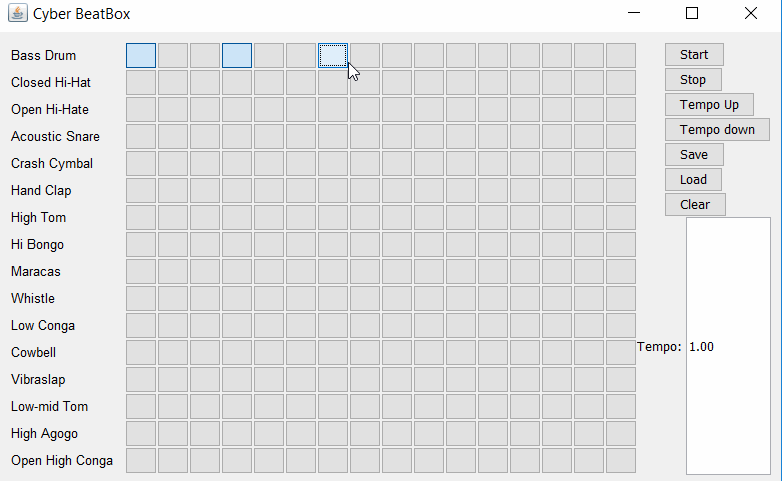 Cyber BeatBox
Bass Drum
Closed Hi-Hat
Open Hi-Hate
Acoustic Snare
Crash Cymbal
Hand Clap
High Tom
Hi Bongo
Maracas
Whistle
Low Conga
Cowbell
Vibraslap
Low-mid Tom
High Agogo
Open High Conga
Start
Stop
Tempo Up
Tempo down
Save
Load
Clear
Tempo: 1.00